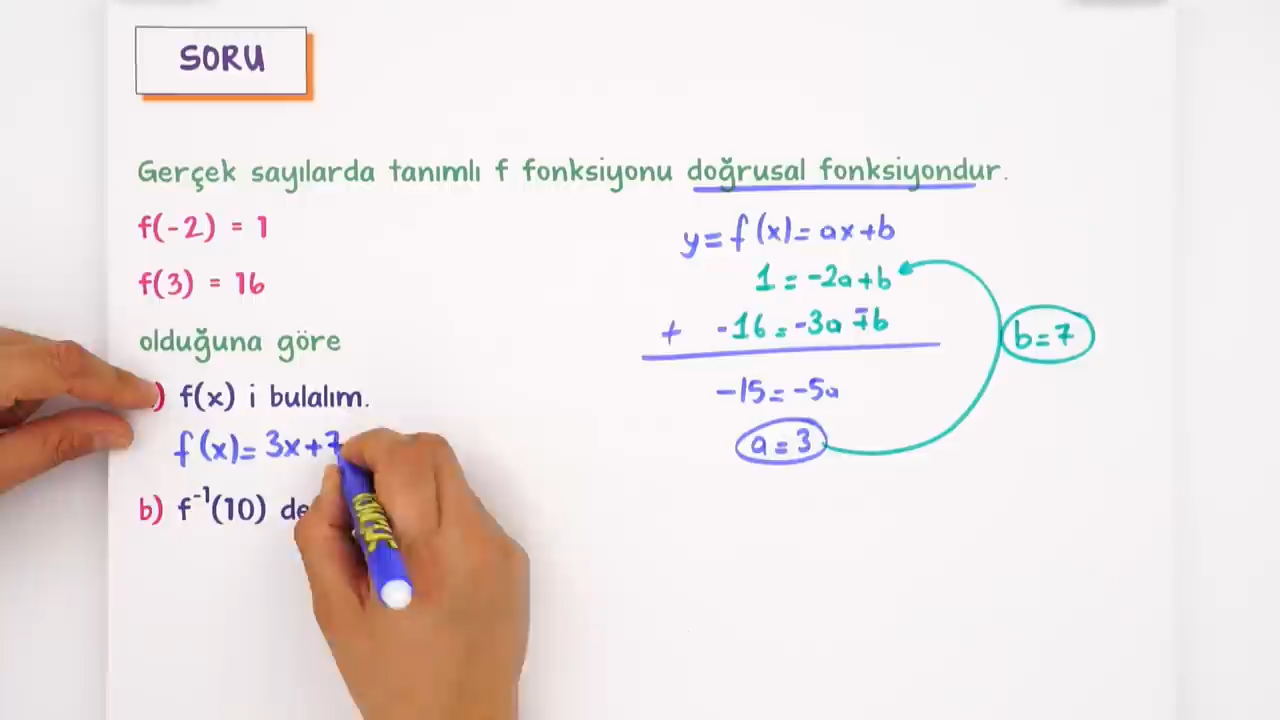 SORU
Gerçek sayılarda tanımlı f fonksiyonu doğrusal fonksiyondur.
f(-2) = 1
f(3) = 16
olduğuna göre
) f(x) i bulalım.
f(x)= 3x+7
b) f⁻¹(10)
y=f(x)=ax+b
1=-2a+b
+ -16=-3a∓b
-15=-5a
a=3
b=7